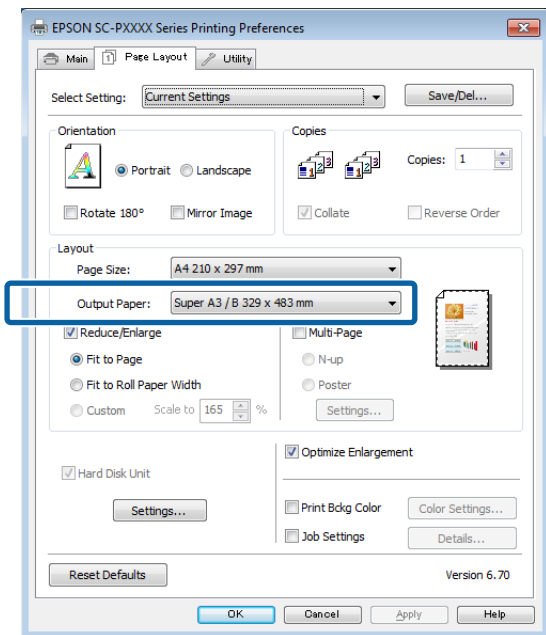 EPSON SC-PXXXX Series Printing Preferences
Main Page Layout Utility
Select Setting: Current Settings Save/Del...
Orientation Copies
Portrait Landscape Copies: 1
Rotate 180° Mirror Image Collate Reverse Order
Layout
Page Size: A4 210 x 297 mm
Output Paper: Super A3 / B 329 x 483 mm
Reduce/Enlarge Multi-Page
Fit to Page N-up
Fit to Roll Paper Width Poster
Custom Scale to 165 % Settings...
Optimize Enlargement
Hard Disk Unit
Settings... Print Bckg Color Color Settings...
Job Settings Details...
Reset Defaults Version 6.70
OK Cancel Apply Help